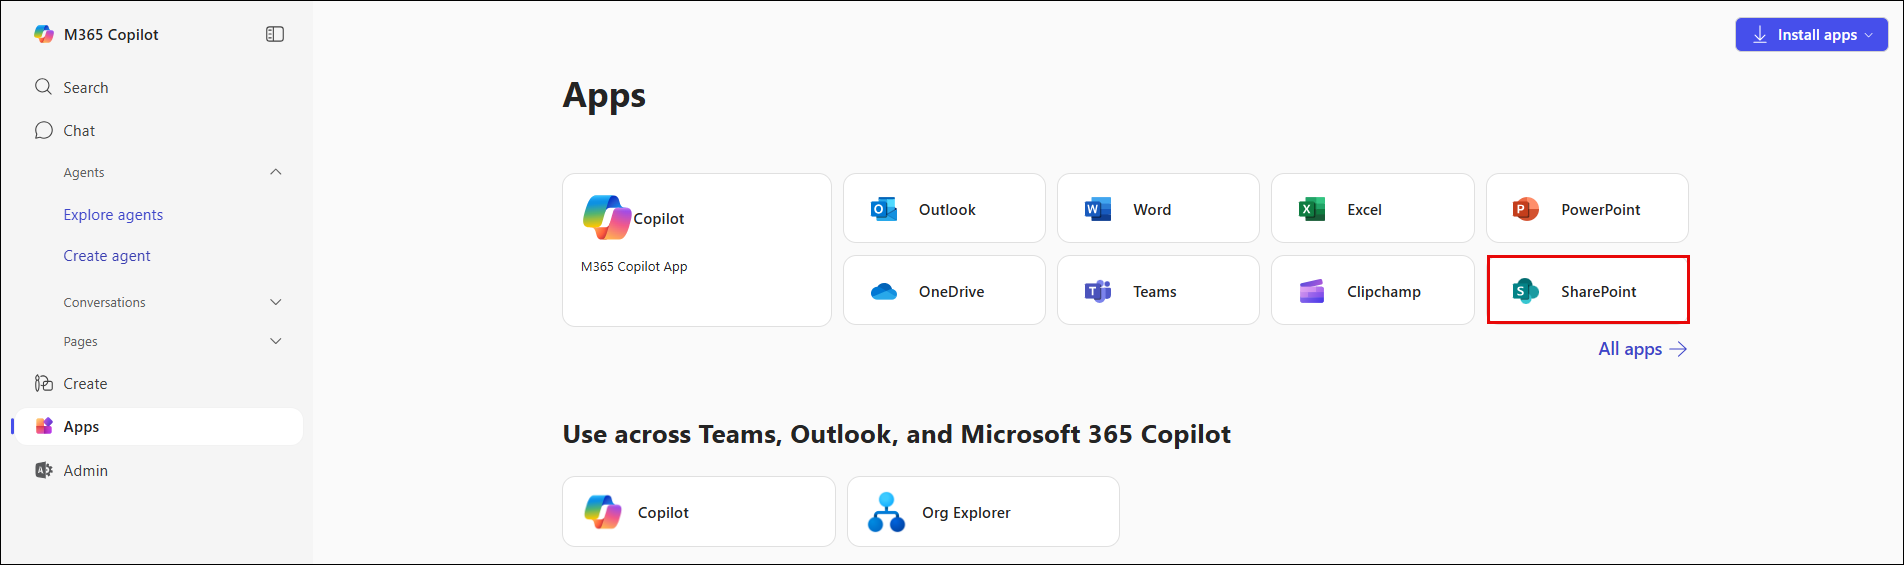 M365 Copilot
Search
Chat
Agents
Explore agents
Create agent
Conversations
Pages
Create
Apps
Admin
Install apps
Apps
Copilot
M365 Copilot App
Outlook
Word
Excel
PowerPoint
OneDrive
Teams
Clipchamp
SharePoint
All apps
Use across Teams, Outlook, and Microsoft 365 Copilot
Copilot
Org Explorer